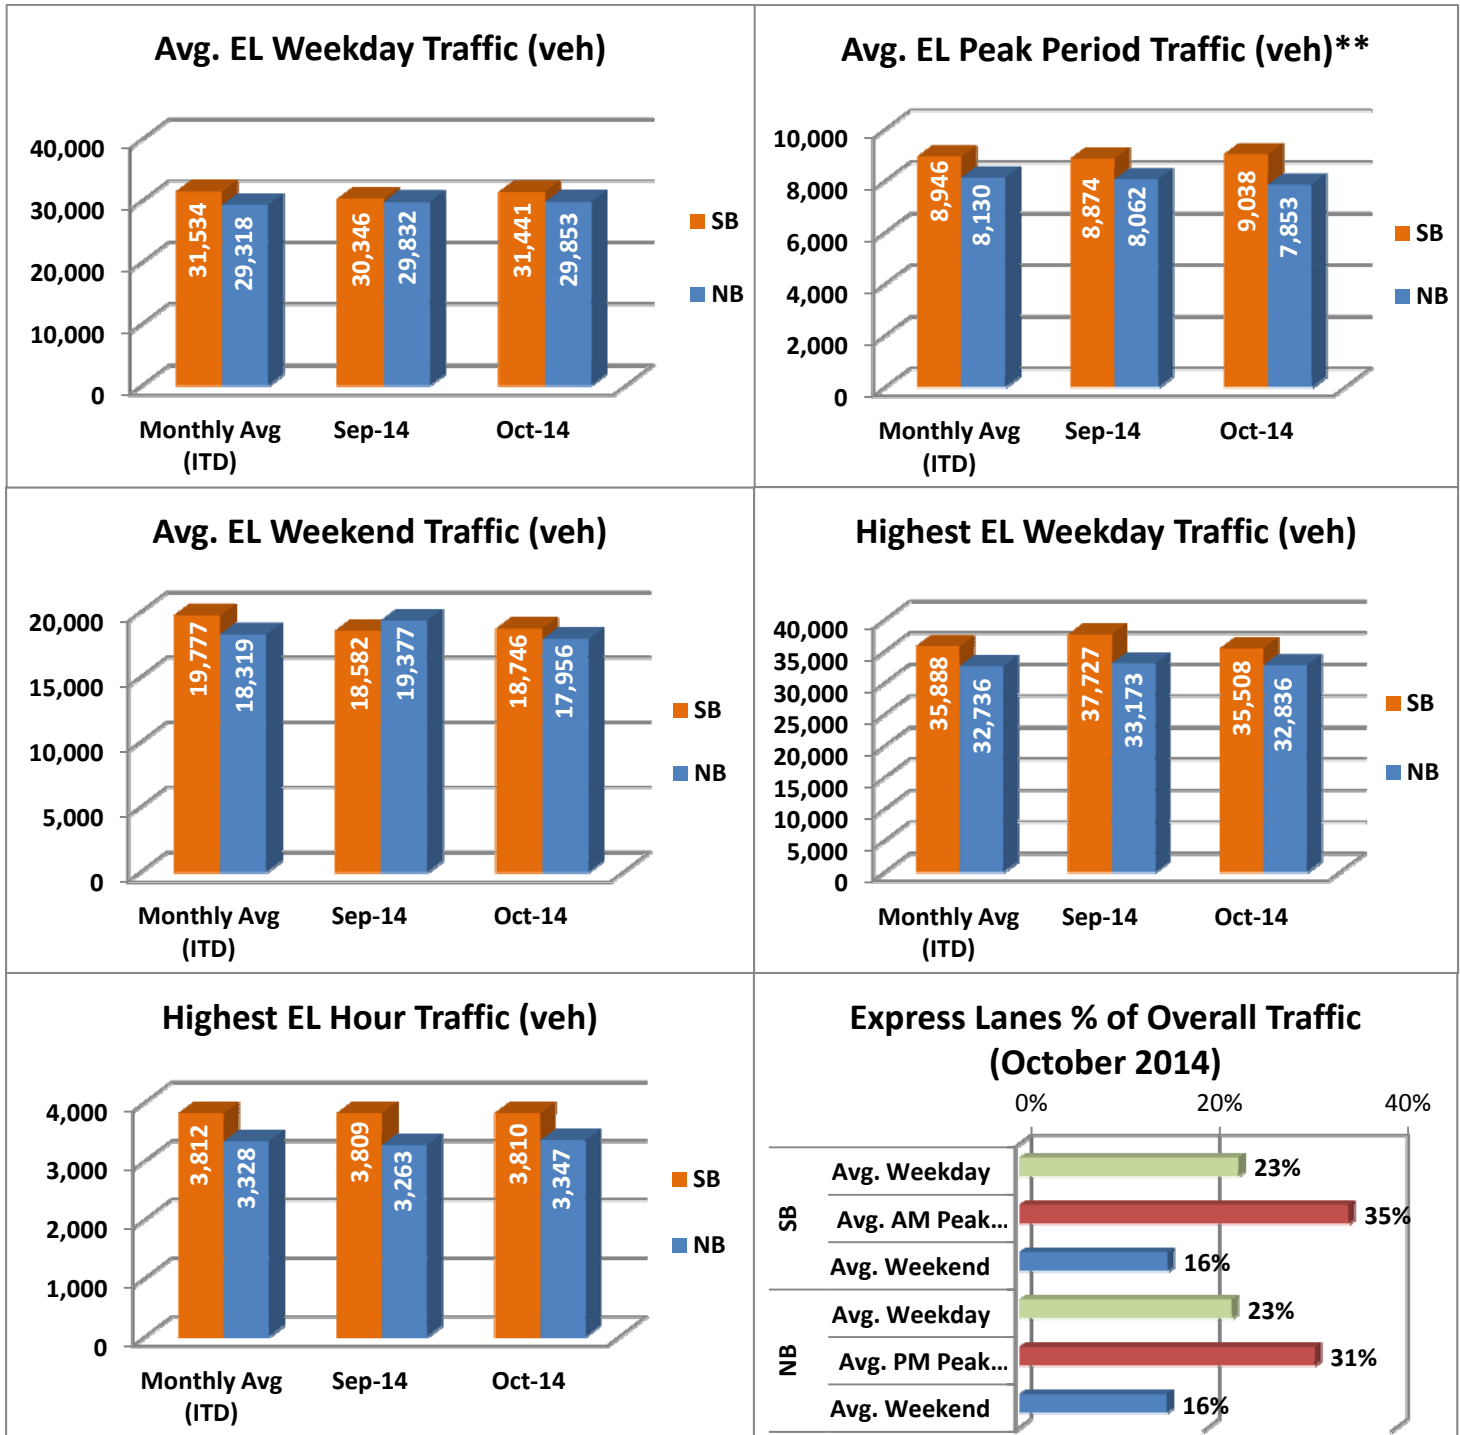 Avg. EL Weekday Traffic (veh)
40,000
30,000
20,000
10,000
0
31,534
29,318
30,346
29,832
31,441
29,853
Monthly Avg
(ITD)
Sep-14
Oct-14
SB
NB
Avg. EL Peak Period Traffic (veh)**
10,000
8,000
6,000
4,000
2,000
0
8,946
8,130
8,874
8,062
9,038
7,853
Monthly Avg
(ITD)
Sep-14
Oct-14
SB
NB
Avg. EL Weekend Traffic (veh)
20,000
15,000
10,000
5,000
0
19,777
18,319
18,582
19,377
18,746
17,956
Monthly Avg
(ITD)
Sep-14
Oct-14
SB
NB
Highest EL Weekday Traffic (veh)
40,000
35,000
30,000
25,000
20,000
15,000
10,000
5,000
0
35,888
32,736
37,727
33,173
35,508
32,836
Monthly Avg
(ITD)
Sep-14
Oct-14
SB
NB
Highest EL Hour Traffic (veh)
4,000
3,000
2,000
1,000
0
3,812
3,328
3,809
3,263
3,810
3,347
Monthly Avg
(ITD)
Sep-14
Oct-14
SB
NB
Express Lanes % of Overall Traffic
(October 2014)
0% 20% 40%
SB
Avg. Weekday 23%
Avg. AM Peak... 35%
Avg. Weekend 16%
NB
Avg. Weekday 23%
Avg. PM Peak... 31%
Avg. Weekend 16%